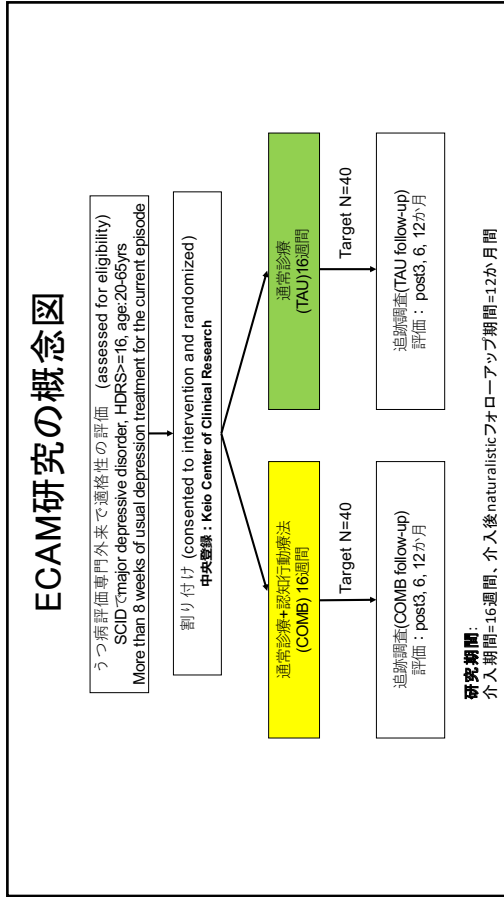 ECAM研究の概念図
うつ病評価専門外来で適格性の評価 (assessed for eligibility)
SCIDでmajor depressive disorder, HDRS>=16, age:20-65yrs
More than 8 weeks of usual depression treatment for the current episode
割り付け (consented to intervention and randomized)
中央登録：Keio Center of Clinical Research
通常診療+認知行動療法
(COMB) 16週間
通常診療
(TAU)16週間
Target N=40
Target N=40
追跡調査(COMB follow-up)
評価：post3, 6, 12か月
追跡調査(TAU follow-up)
評価： post3, 6, 12か月
研究期間:
介入期間=16週間、介入後naturalisticフォローアップ期間=12か月間